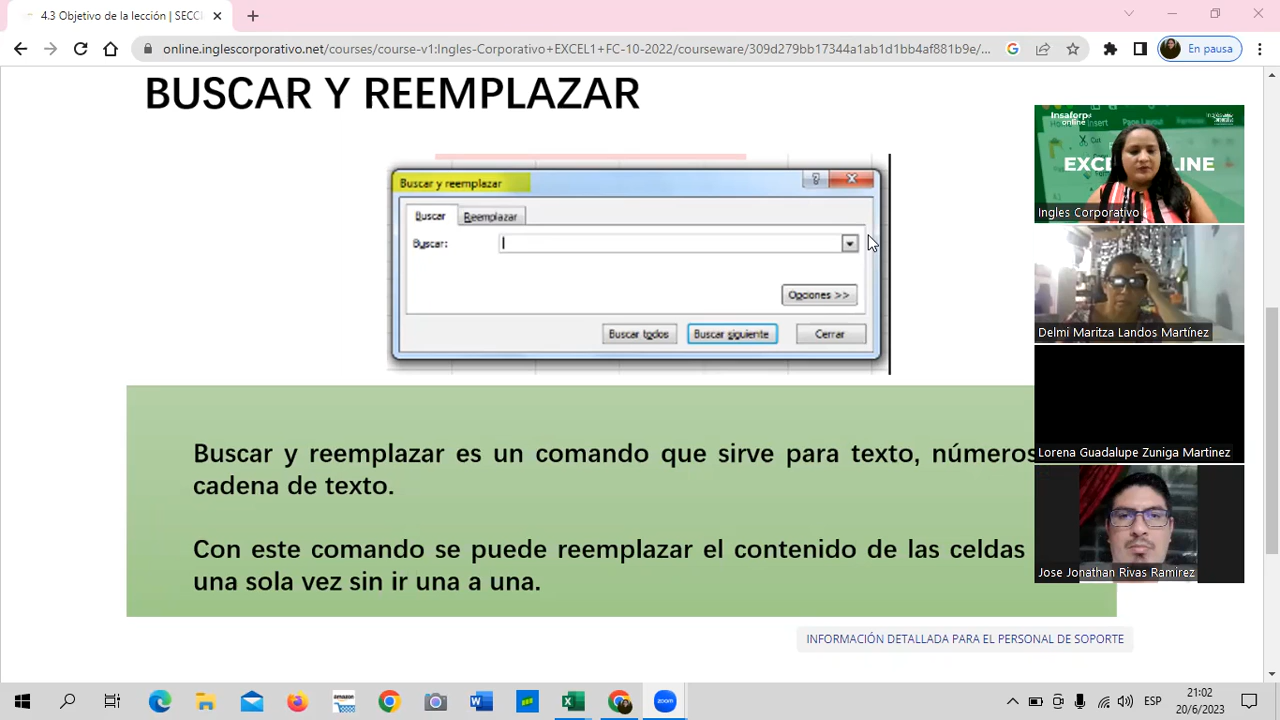 4.3 Objetivo de la lección | SECCI
online.inglescorporativo.net/courses/course-v1:Ingles-Corporativo+EXCEL1+FC-10-2022/courseware/309d279bb17344a1ab1d1bb4af881b9e/...
En pausa
BUSCAR Y REEMPLAZAR
Buscar y reemplazar
Buscar Reemplazar
Buscar:
Opciones >>
Buscar todos Buscar siguiente Cerrar
Buscar y reemplazar es un comando que sirve para texto, números
cadena de texto.
Con este comando se puede reemplazar el contenido de las celdas
una sola vez sin ir una a una.
INFORMACIÓN DETALLADA PARA EL PERSONAL DE SOPORTE
Insaforp
online
Insert
Cut
Ingles Corporativo
Delmi Maritza Landos Martínez
Lorena Guadalupe Zuniga Martinez
Jose Jonathan Rivas Ramirez
amazon
zoom
ESP
21:02
20/6/2023